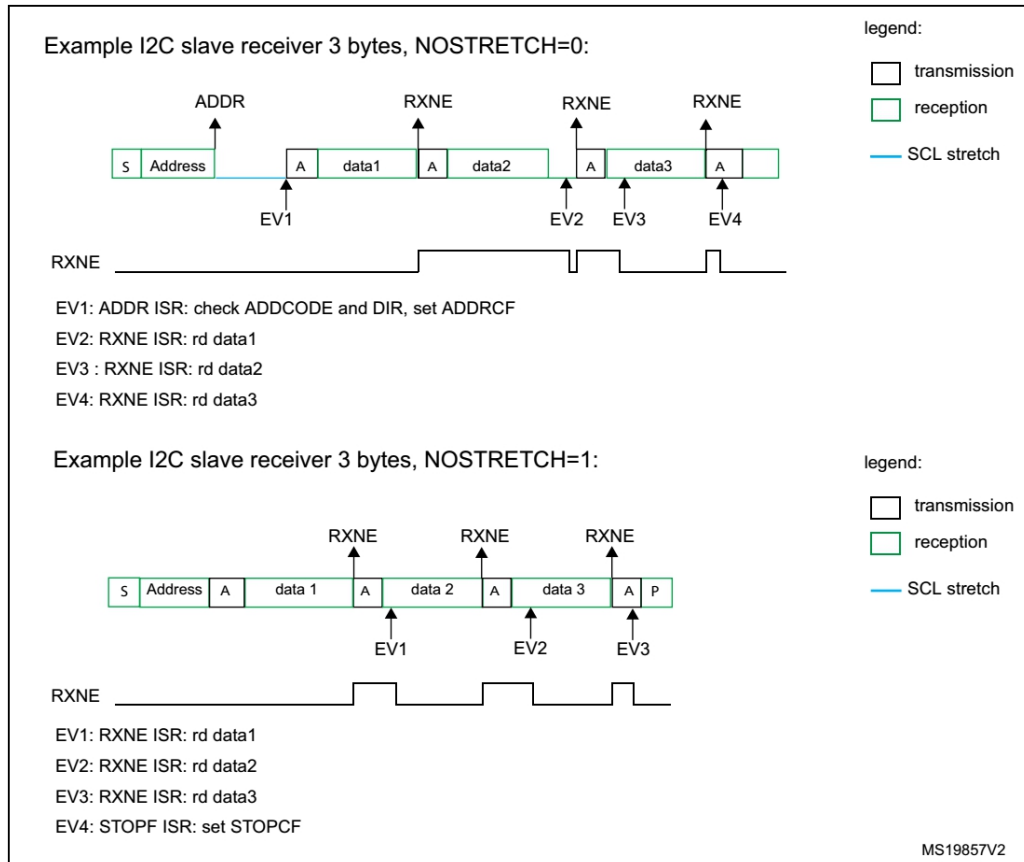 Example I2C slave receiver 3 bytes, NOSTRETCH=0:
legend:
transmission
reception
SCL stretch
ADDR RXNE RXNE RXNE
S Address A data1 A data2 A data3 A
EV1 EV2 EV3 EV4
RXNE
EV1: ADDR ISR: check ADDCODE and DIR, set ADDRCF
EV2: RXNE ISR: rd data1
EV3 : RXNE ISR: rd data2
EV4: RXNE ISR: rd data3
Example I2C slave receiver 3 bytes, NOSTRETCH=1:
legend:
transmission
reception
SCL stretch
RXNE RXNE RXNE
S Address A data 1 A data 2 A data 3 A P
EV1 EV2 EV3
RXNE
EV1: RXNE ISR: rd data1
EV2: RXNE ISR: rd data2
EV3: RXNE ISR: rd data3
EV4: STOPF ISR: set STOPCF
MS19857V2